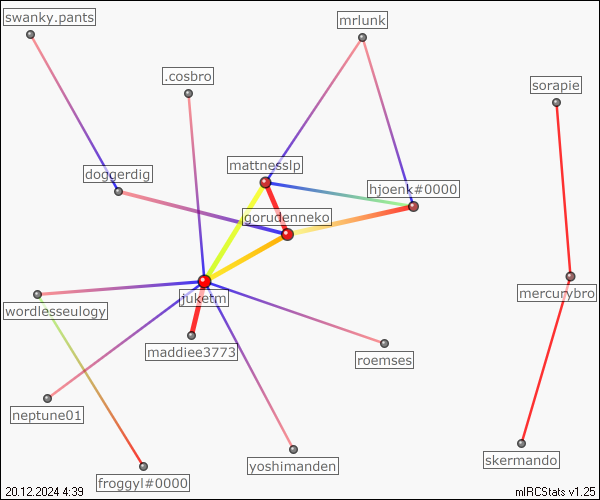 swanky.pants
mrlunk
.cosbro
sorapie
mattnesslp
doggerdig
hjoenk#0000
gorudenneko
mercurybro
juketm
wordlesseulogy
maddiee3773
roemses
neptune01
skermando
yoshimanden
froggyl#0000
20.12.2024 4:39
mIRCStats v1.25